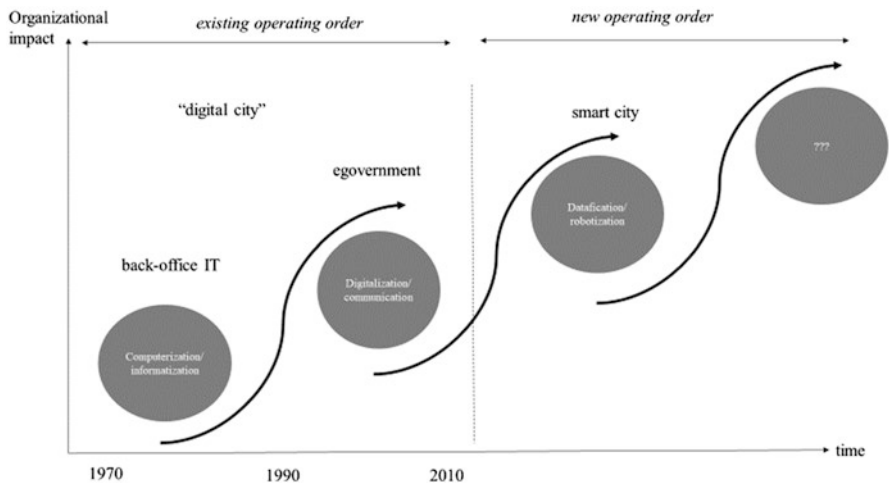 Organizational
impact
existing operating order
new operating order
“digital city”
smart city
???
egovernment
Datafication/
robotization
back-office IT
Digitalization/
communication
Computerization/
informatization
time
1970
1990
2010